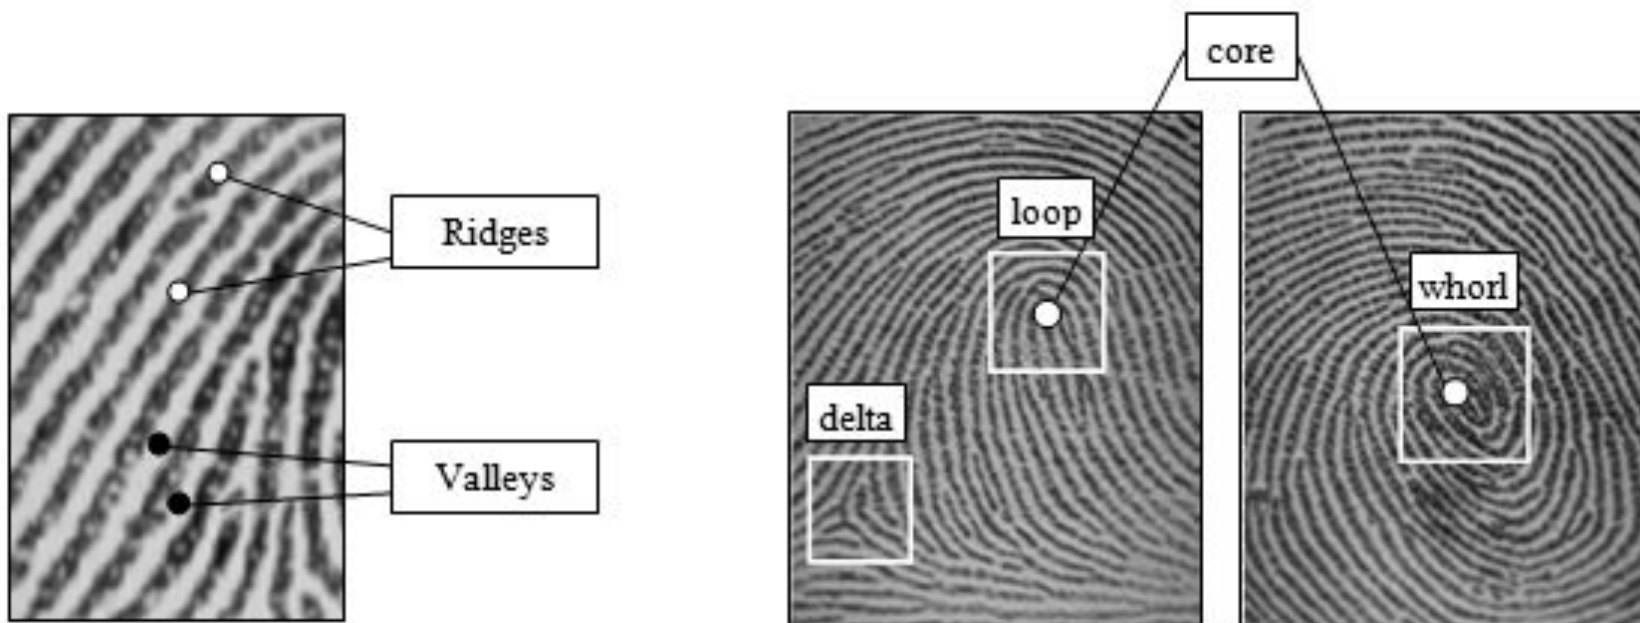 core
Ridges
loop
whorl
delta
Valleys